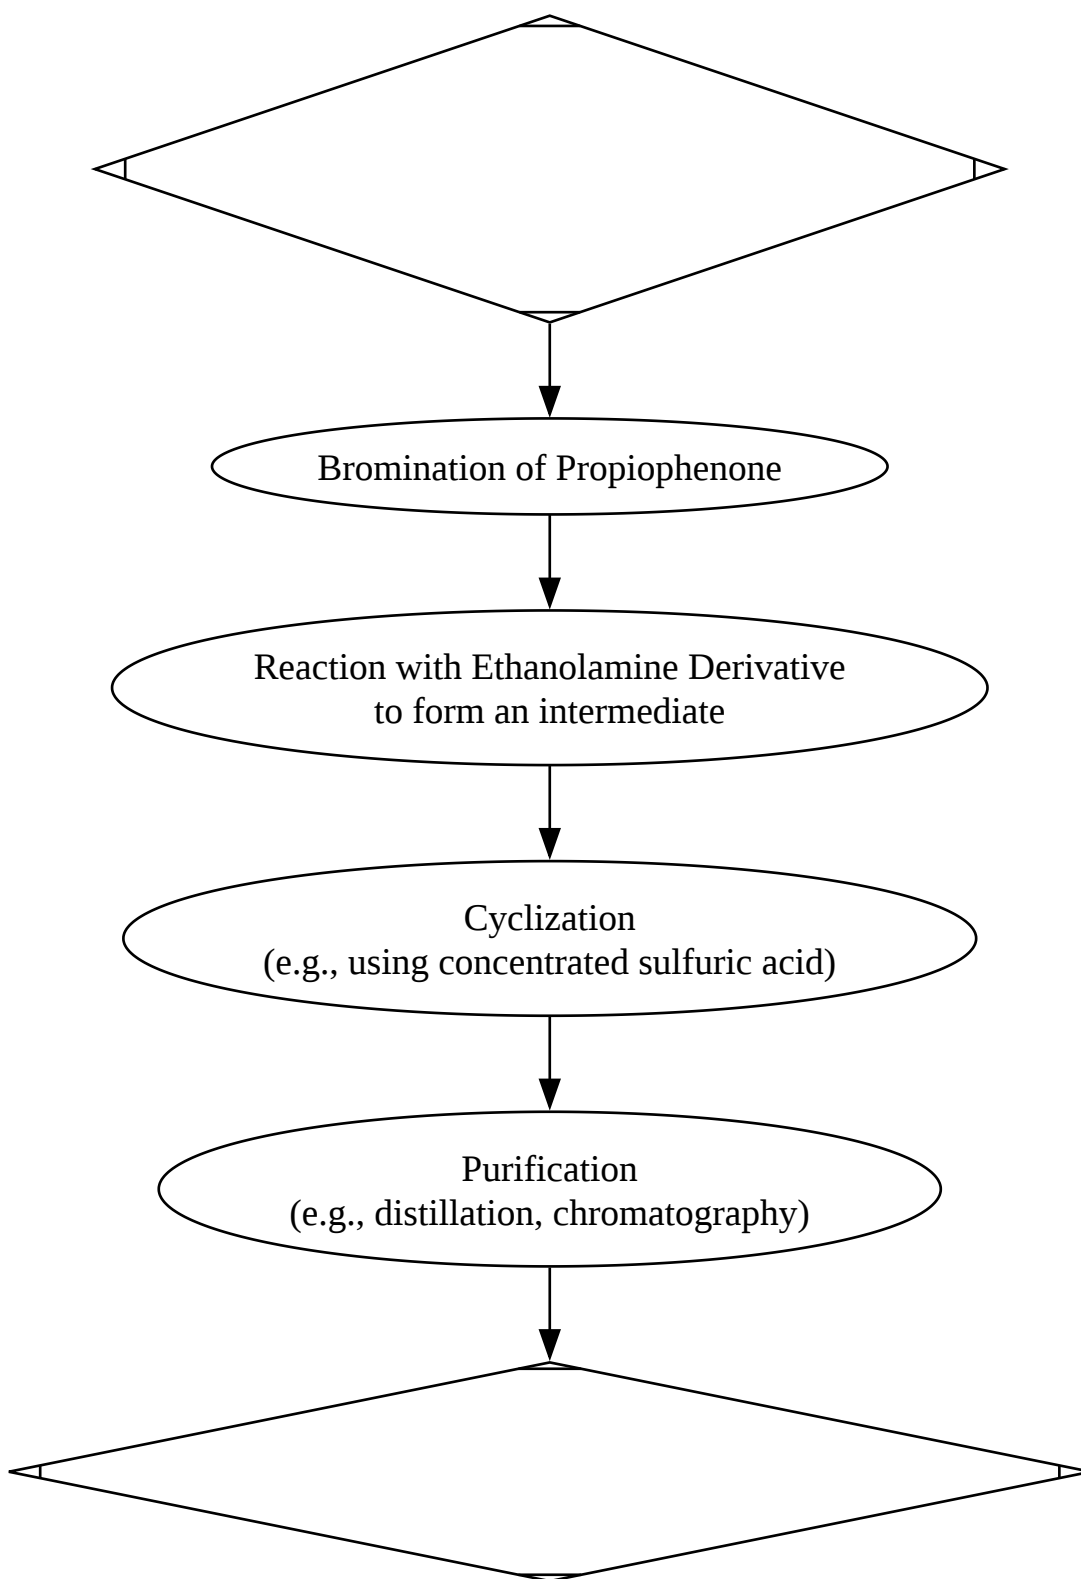 Bromination of Propiophenone
Reaction with Ethanolamine Derivative
to form an intermediate
Cyclization
(e.g., using concentrated sulfuric acid)
Purification
(e.g., distillation, chromatography)